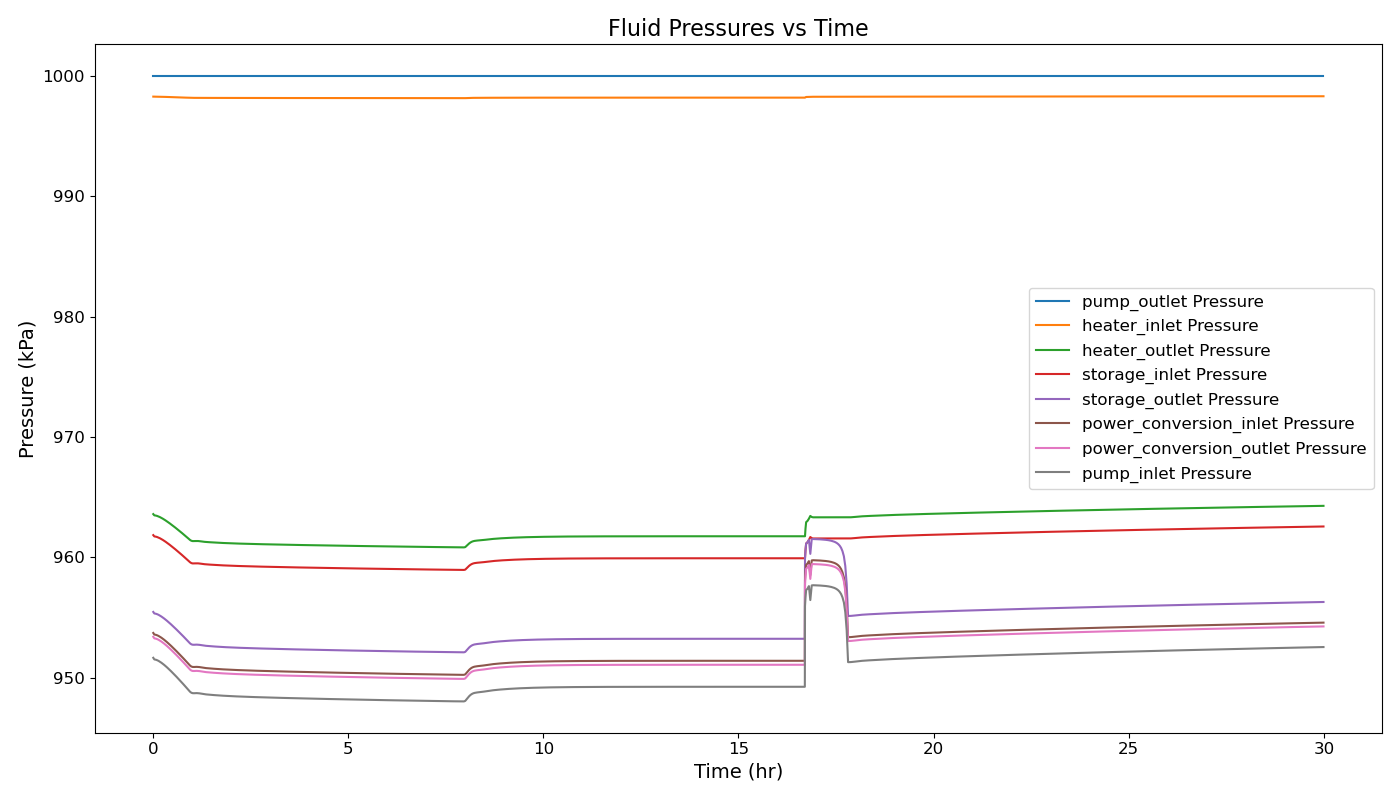 Fluid Pressures vs Time
1000
990
980
970
960
950
Pressure (kPa)
pump_outlet Pressure
heater_inlet Pressure
heater_outlet Pressure
storage_inlet Pressure
storage_outlet Pressure
power_conversion_inlet Pressure
power_conversion_outlet Pressure
pump_inlet Pressure
0 5 10 15 20 25 30
Time (hr)